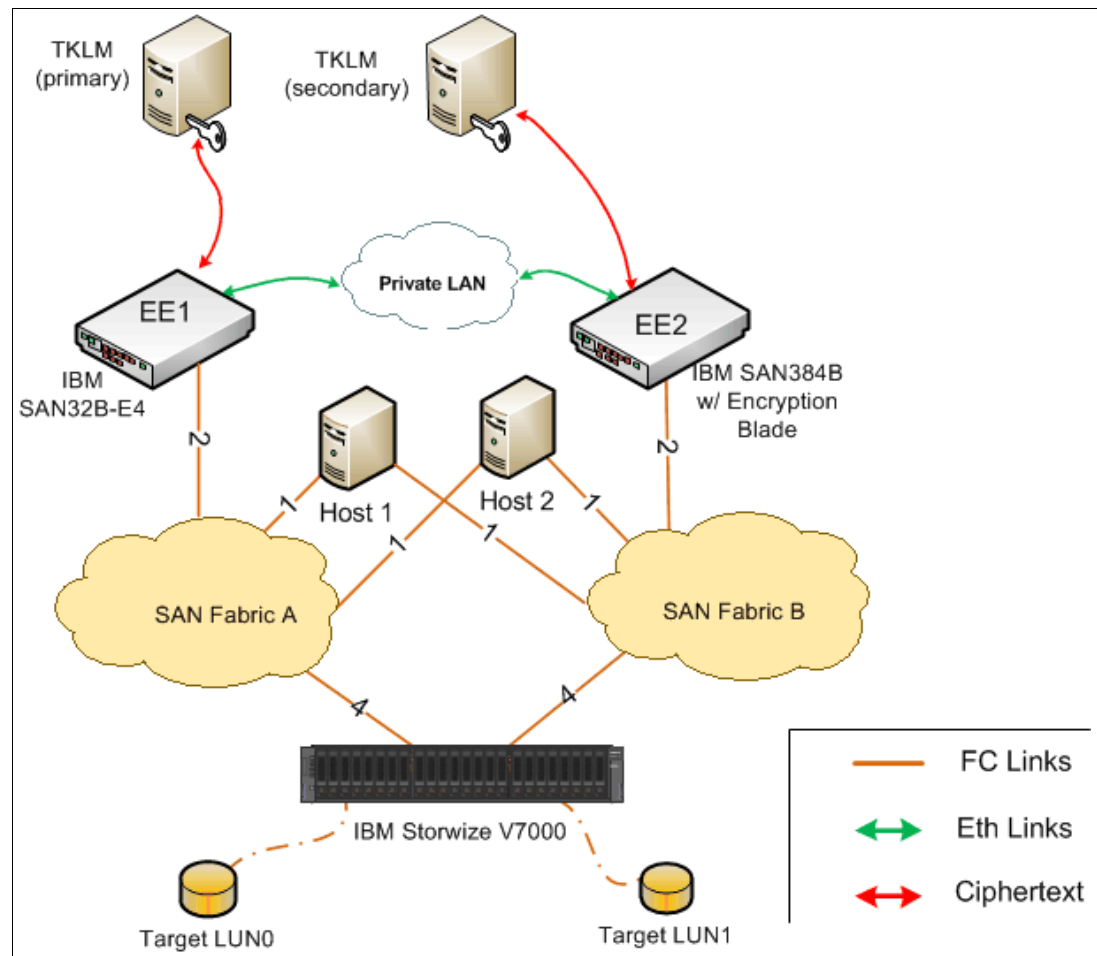 TKLM
(primary)
TKLM
(secondary)
Private LAN
EE1
EE2
IBM
SAN32B-E4
IBM SAN384B
w/ Encryption
Blade
2
2
Host 1
Host 2
1
1
1
1
SAN Fabric A
SAN Fabric B
4
4
IBM Storwize V7000
Target LUN0
Target LUN1
FC Links
Eth Links
Ciphertext